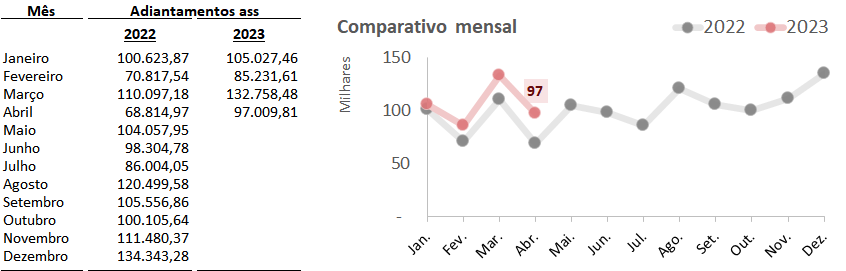 Mês Adiantamentos ass
2022 2023
Janeiro 100.623,87 105.027,46
Fevereiro 70.817,54 85.231,61
Março 110.097,18 132.758,48
Abril 68.814,97 97.009,81
Maio 104.057,95
Junho 98.304,78
Julho 86.004,05
Agosto 120.499,58
Setembro 105.556,86
Outubro 100.105,64
Novembro 111.480,37
Dezembro 134.343,28
Comparativo mensal
2022 2023
Milhares
150
100
50
-
97
Jan. Fev. Mar. Abr. Mai. Jun. Jul. Ago. Set. Out. Nov. Dez.